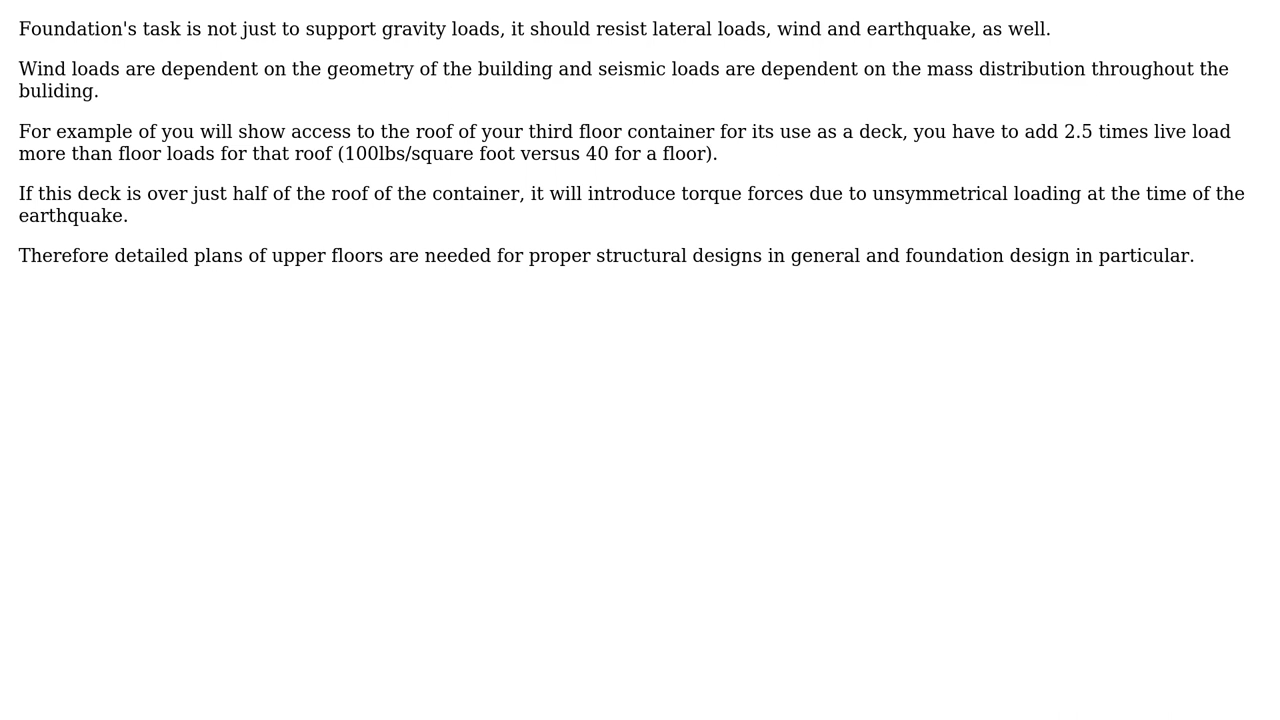 Foundation's task is not just to support gravity loads, it should resist lateral loads, wind and earthquake, as well.
Wind loads are dependent on the geometry of the building and seismic loads are dependent on the mass distribution throughout the
buliding.
For example of you will show access to the roof of your third floor container for its use as a deck, you have to add 2.5 times live load
more than floor loads for that roof (100lbs/square foot versus 40 for a floor).
If this deck is over just half of the roof of the container, it will introduce torque forces due to unsymmetrical loading at the time of the
earthquake.
Therefore detailed plans of upper floors are needed for proper structural designs in general and foundation design in particular.